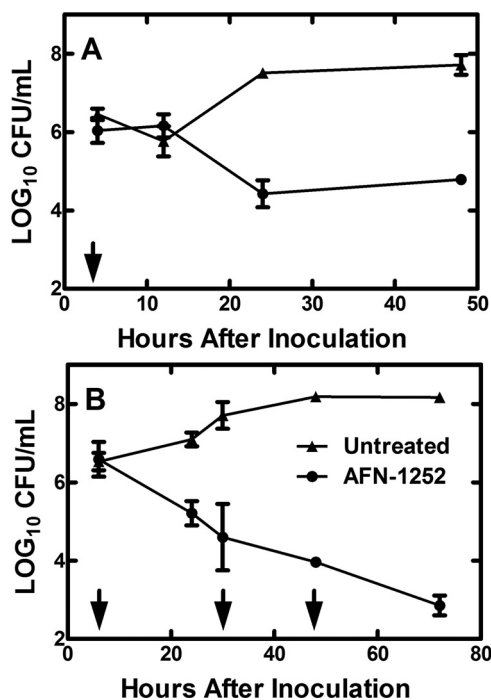 A
8
6
4
2
LOG10 CFU/mL
0 10 20 30 40 50
Hours After Inoculation
B
8
6
4
2
LOG10 CFU/mL
Untreated
AFN-1252
0 20 40 60 80
Hours After Inoculation